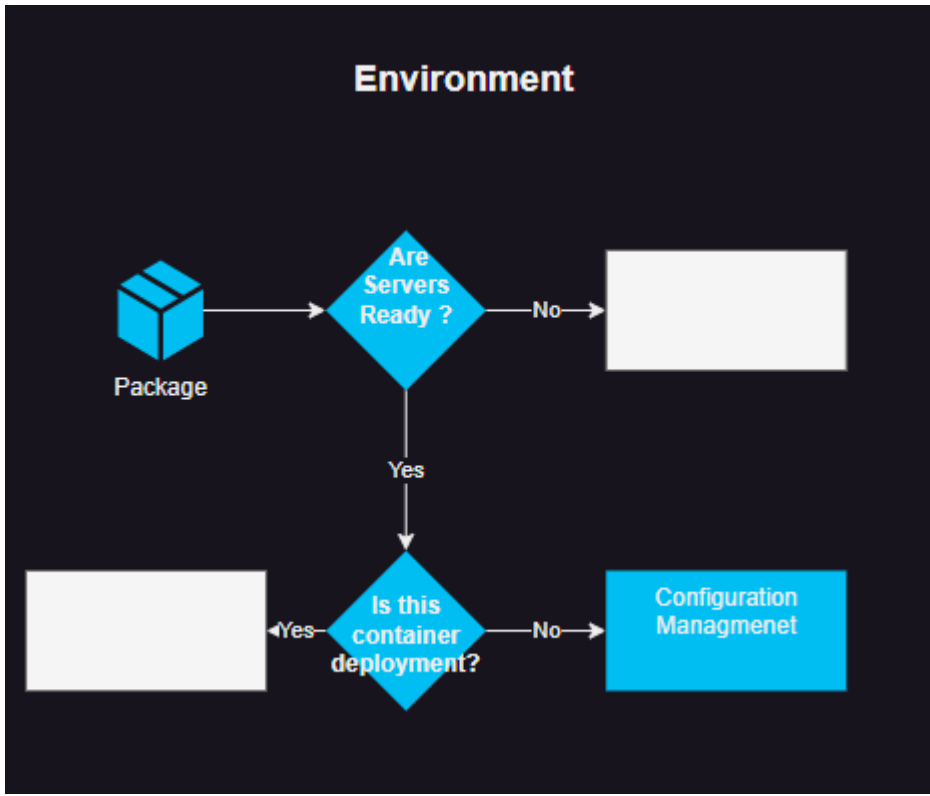 Environment
Are
Servers
Ready ?
No
Package
Yes
Is this
container
deployment?
Yes
No
Configuration
Managmenet